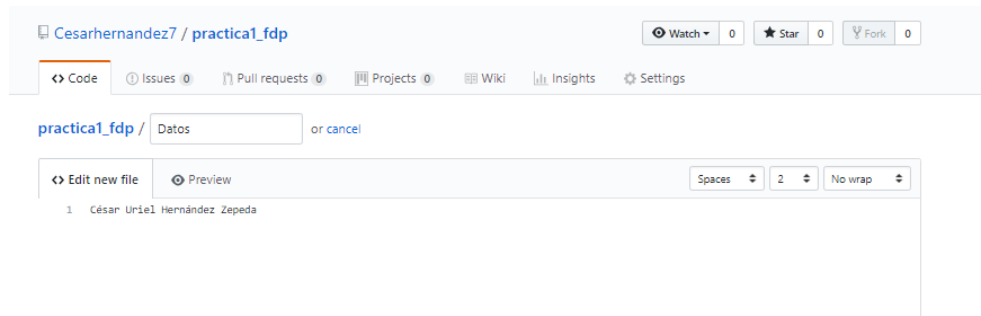 Cesarhernandez7 / practica1_fdp
Watch 0 Star 0 Fork 0
Code Issues 0 Pull requests 0 Projects 0 Wiki Insights Settings
practica1_fdp / Datos or cancel
<> Edit new file Preview Spaces 2 No wrap
1 César Uriel Hernández Zepeda